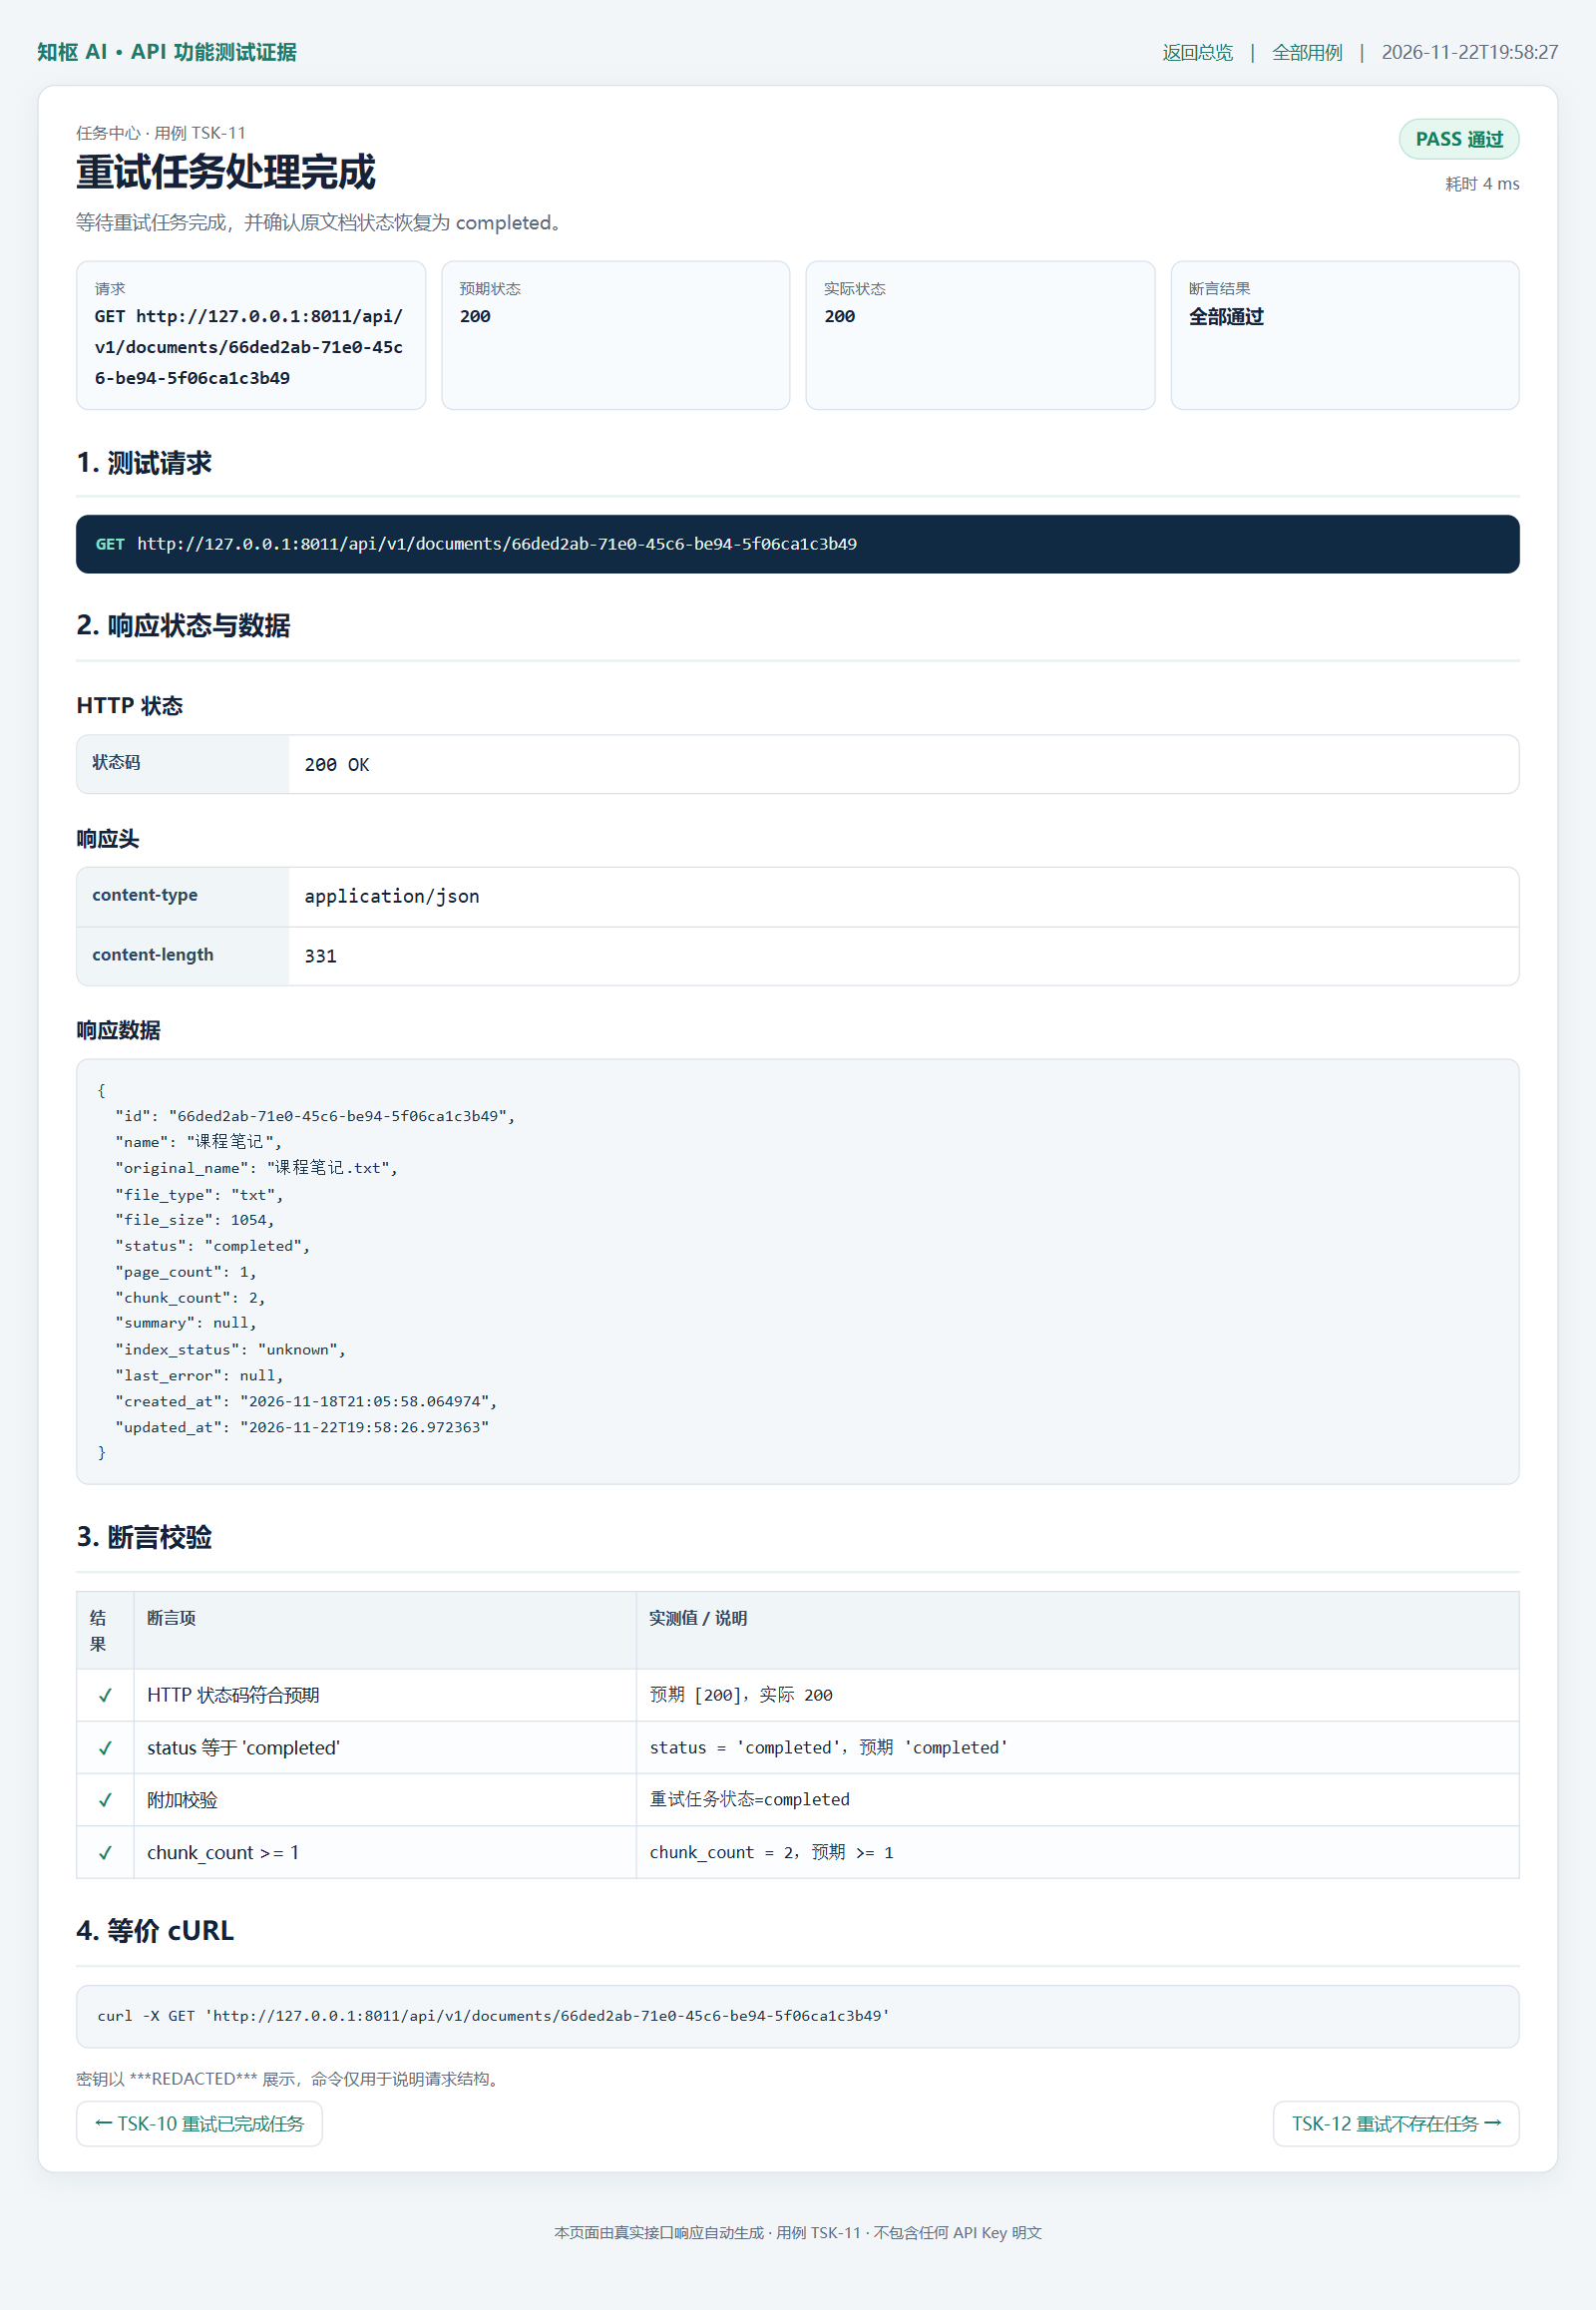 知枢 AI · API 功能测试证据
返回总览 | 全部用例 | 2026-11-22T19:58:27
任务中心 · 用例 TSK-11
PASS 通过
重试任务处理完成
耗时 4 ms
等待重试任务完成，并确认原文档状态恢复为 completed。
请求
GET http://127.0.0.1:8011/api/
v1/documents/66ded2ab-71e0-45c
6-be94-5f06ca1c3b49
预期状态
200
实际状态
200
断言结果
全部通过
1. 测试请求
GET http://127.0.0.1:8011/api/v1/documents/66ded2ab-71e0-45c6-be94-5f06ca1c3b49
2. 响应状态与数据
HTTP 状态
状态码 200 OK
响应头
content-type application/json
content-length 331
响应数据
{
  "id": "66ded2ab-71e0-45c6-be94-5f06ca1c3b49",
  "name": "课程笔记",
  "original_name": "课程笔记.txt",
  "file_type": "txt",
  "file_size": 1054,
  "status": "completed",
  "page_count": 1,
  "chunk_count": 2,
  "summary": null,
  "index_status": "unknown",
  "last_error": null,
  "created_at": "2026-11-18T21:05:58.064974",
  "updated_at": "2026-11-22T19:58:26.972363"
}
3. 断言校验
结果 断言项 实测值 / 说明
✓ HTTP 状态码符合预期 预期 [200]，实际 200
✓ status 等于 'completed' status = 'completed'，预期 'completed'
✓ 附加校验 重试任务状态=completed
✓ chunk_count >= 1 chunk_count = 2，预期 >= 1
4. 等价 cURL
curl -X GET 'http://127.0.0.1:8011/api/v1/documents/66ded2ab-71e0-45c6-be94-5f06ca1c3b49'
密钥以 ***REDACTED*** 展示，命令仅用于说明请求结构。
← TSK-10 重试已完成任务
TSK-12 重试不存在任务 →
本页面由真实接口响应自动生成 · 用例 TSK-11 · 不包含任何 API Key 明文